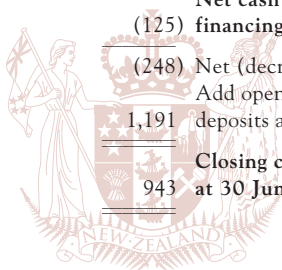 Net cash
(125) financing
(248) Net (decr
Add open
1,191 deposits a
Closing c
943 at 30 Jun
NEW·ZEALAND